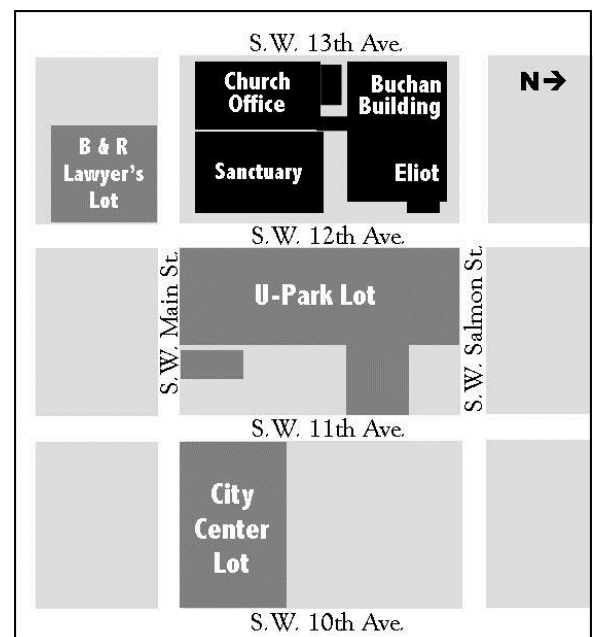 S.W. 13th Ave.
N→
Church
Office
Buchan
Building
B & R
Lawyer's
Lot
Sanctuary
Eliot
S.W. 12th Ave.
S.W. Main St.
U-Park Lot
S.W. Salmon St.
S.W. 11th Ave.
City
Center
Lot
S.W. 10th Ave.